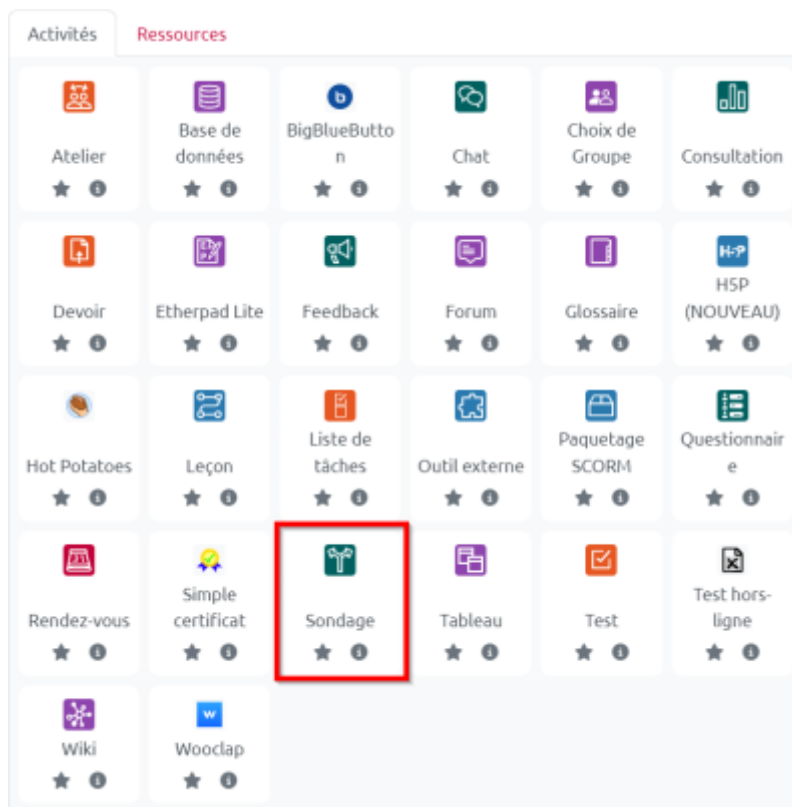 Activités Ressources
Base de BigBlueButto Choix de
Atelier données n Chat Groupe Consultation
H5P
Devoir Etherpad Lite Feedback Forum Glossaire (NOUVEAU)
Liste de Paquetage Questionnair
Hot Potatoes Leçon tâches Outil externe SCORM e
Simple Test hors-
Rendez-vous certificat Sondage Tableau Test ligne
Wiki Wooclap